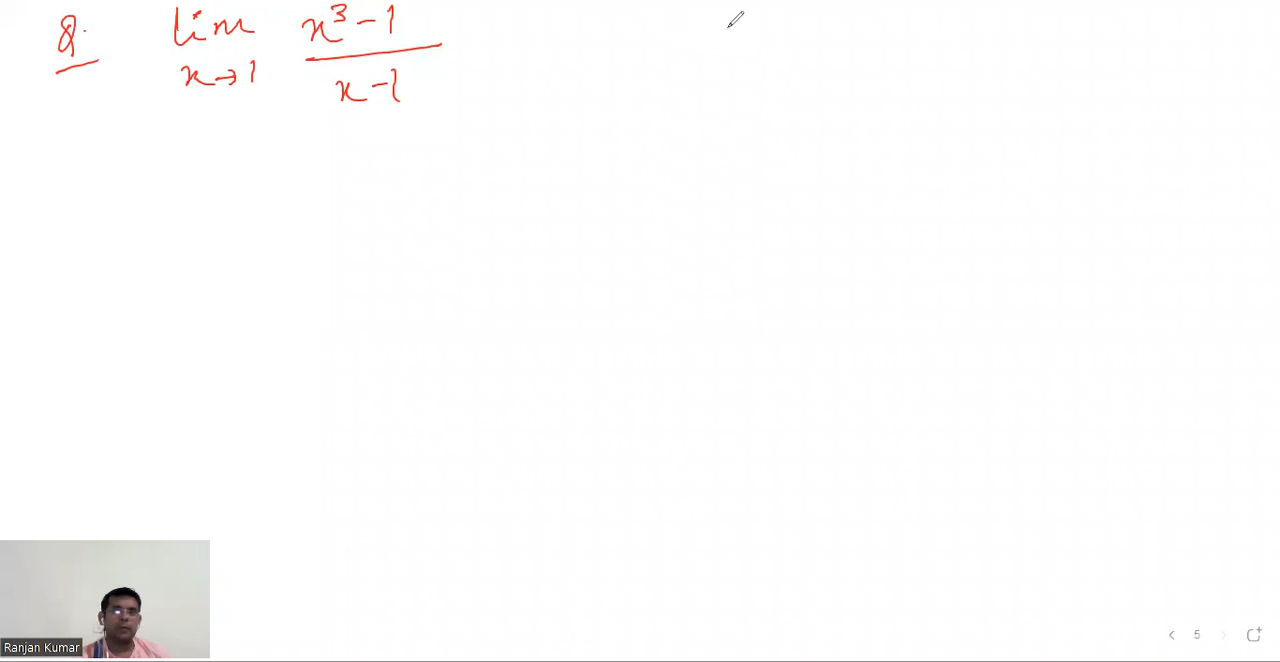 Q. lim x³ - 1
x→1 x - 1
Ranjan Kumar
5